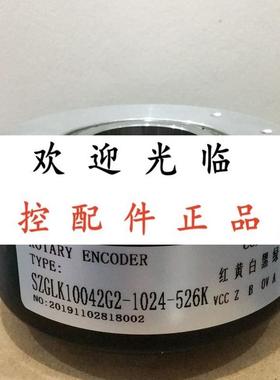 欢迎光临
控配件正品
ROTARY ENCODER
TYPE:
SZGLK10042G2-1024-526K
NO:20191102818002
红黄白黑绿
VCC Z B 0V A